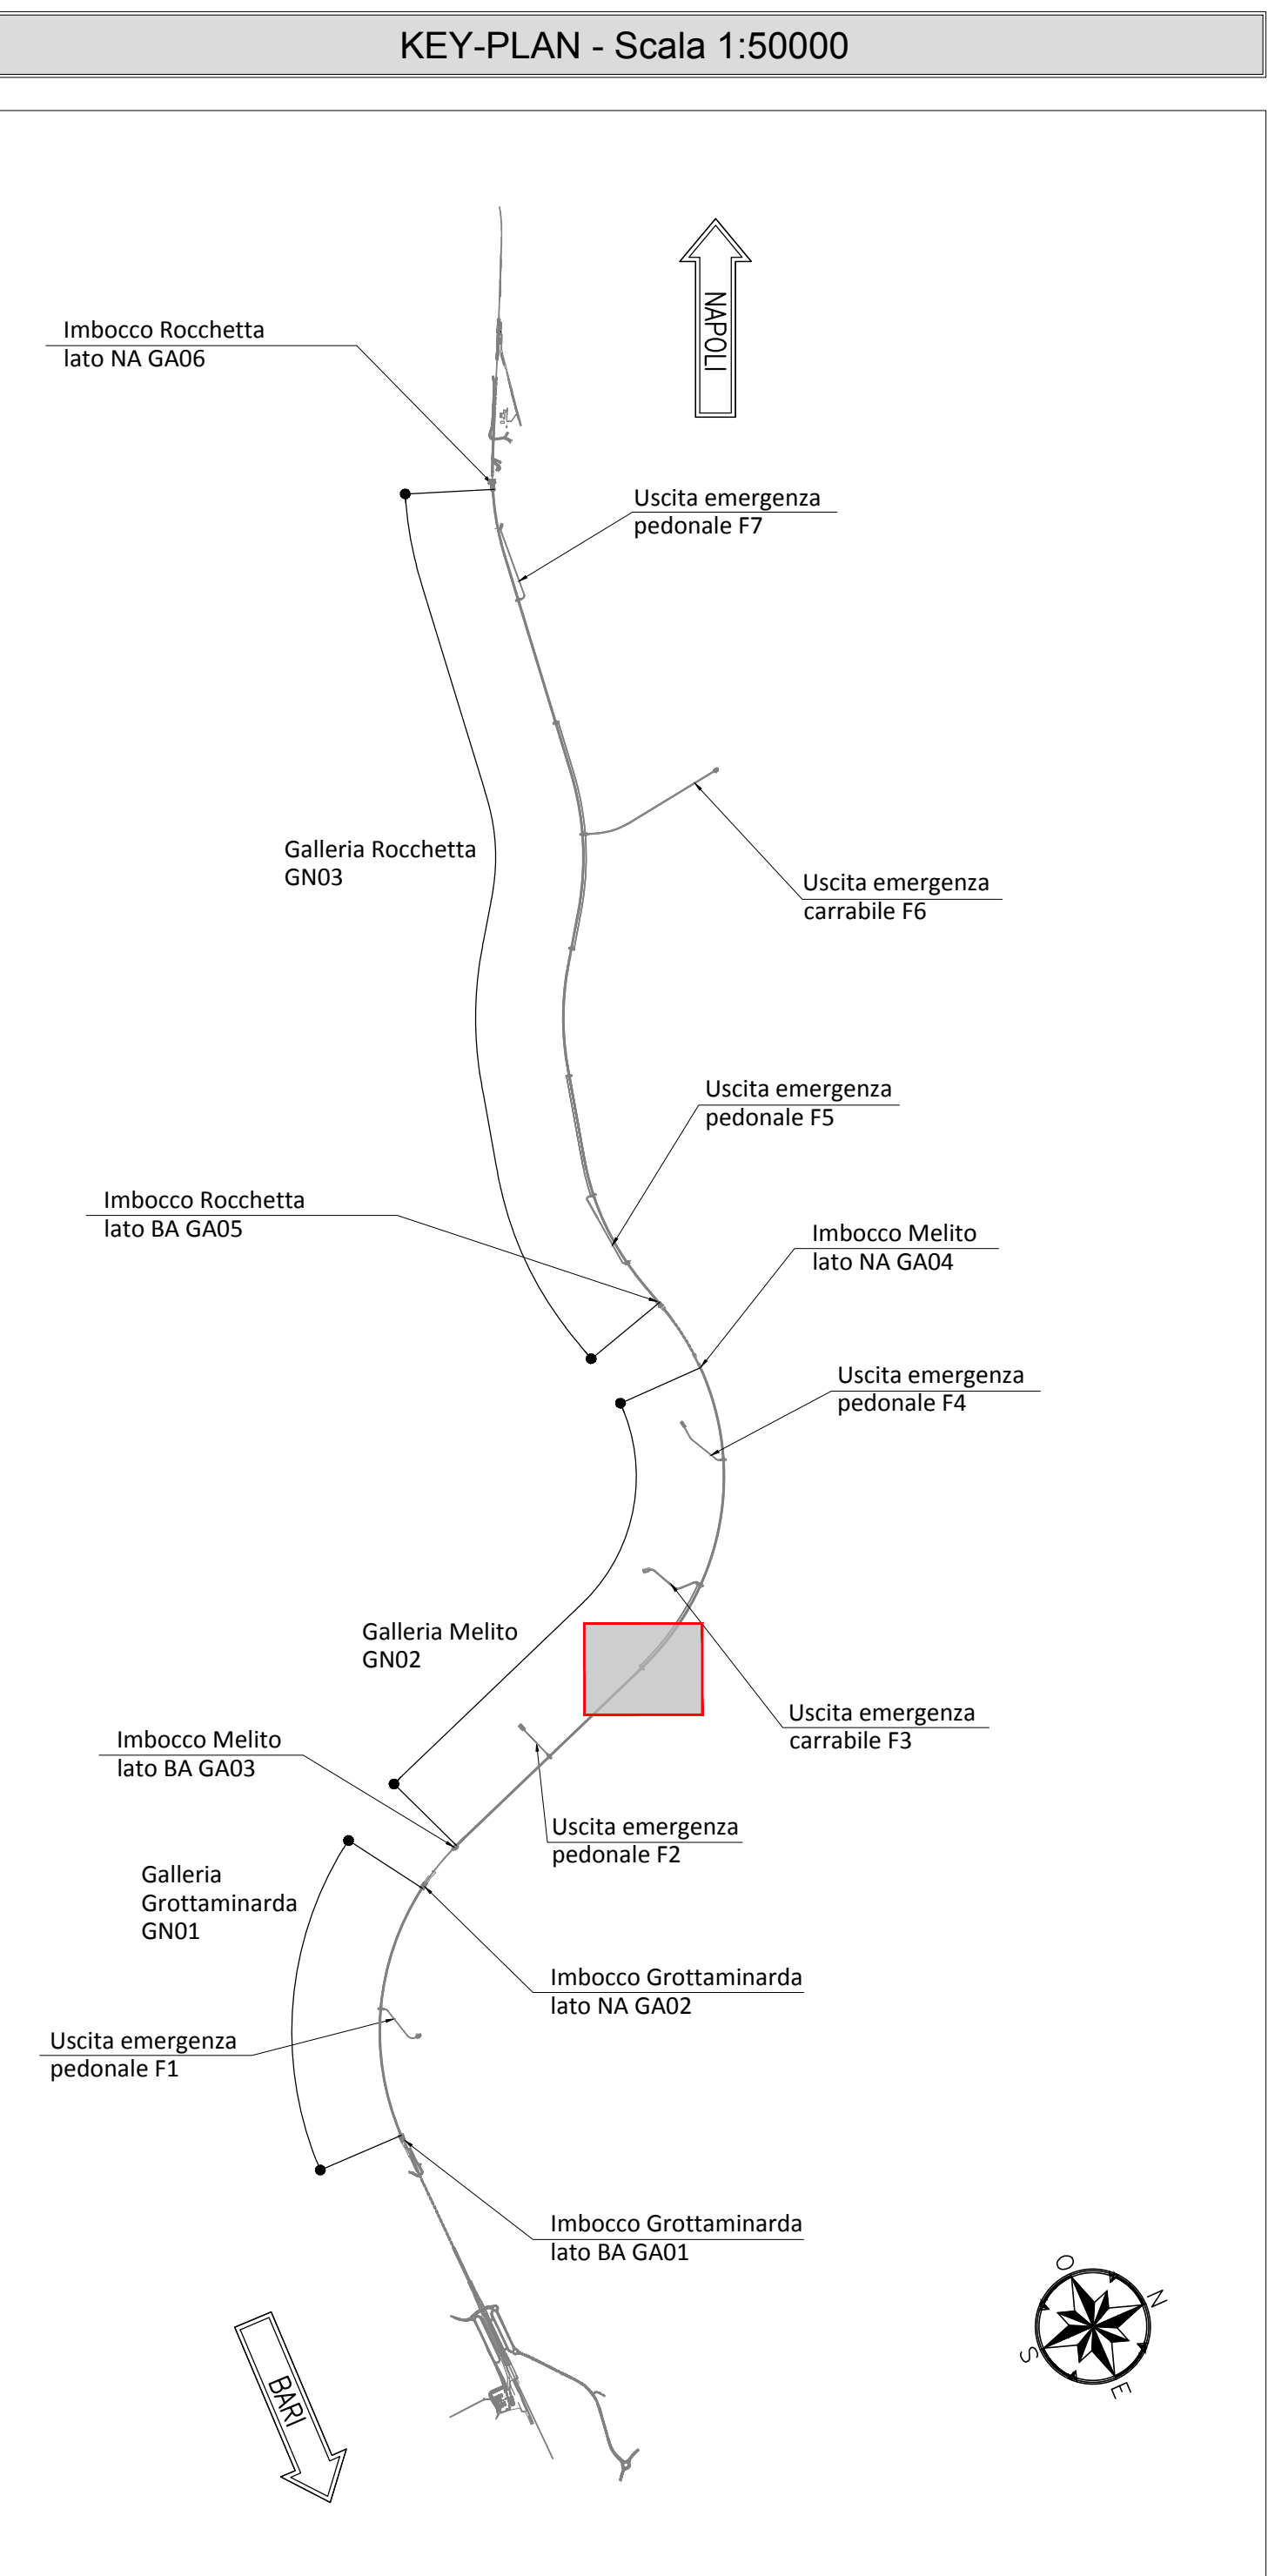 KEY-PLAN - Scala 1:50000
NAPOLI
Imbocco Rocchetta
lato NA GA06
Uscita emergenza
pedonale F7
Galleria Rocchetta
GN03
Uscita emergenza
carrabile F6
Uscita emergenza
pedonale F5
Imbocco Rocchetta
lato BA GA05
Imbocco Melito
lato NA GA04
Uscita emergenza
pedonale F4
Galleria Melito
GN02
Uscita emergenza
carrabile F3
Imbocco Melito
lato BA GA03
Uscita emergenza
pedonale F2
Galleria
Grottaminarda
GN01
Imbocco Grottaminarda
lato NA GA02
Uscita emergenza
pedonale F1
Imbocco Grottaminarda
lato BA GA01
BARI
O
N
S
E